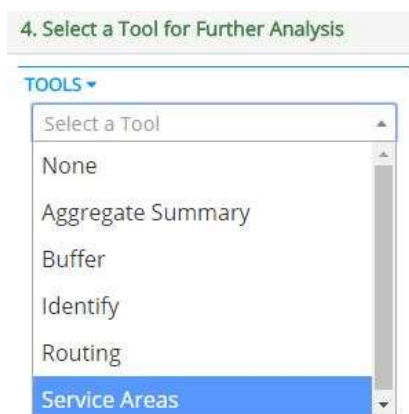 4. Select a Tool for Further Analysis
TOOLS
Select a Tool
None
Aggregate Summary
Buffer
Identify
Routing
Service Areas